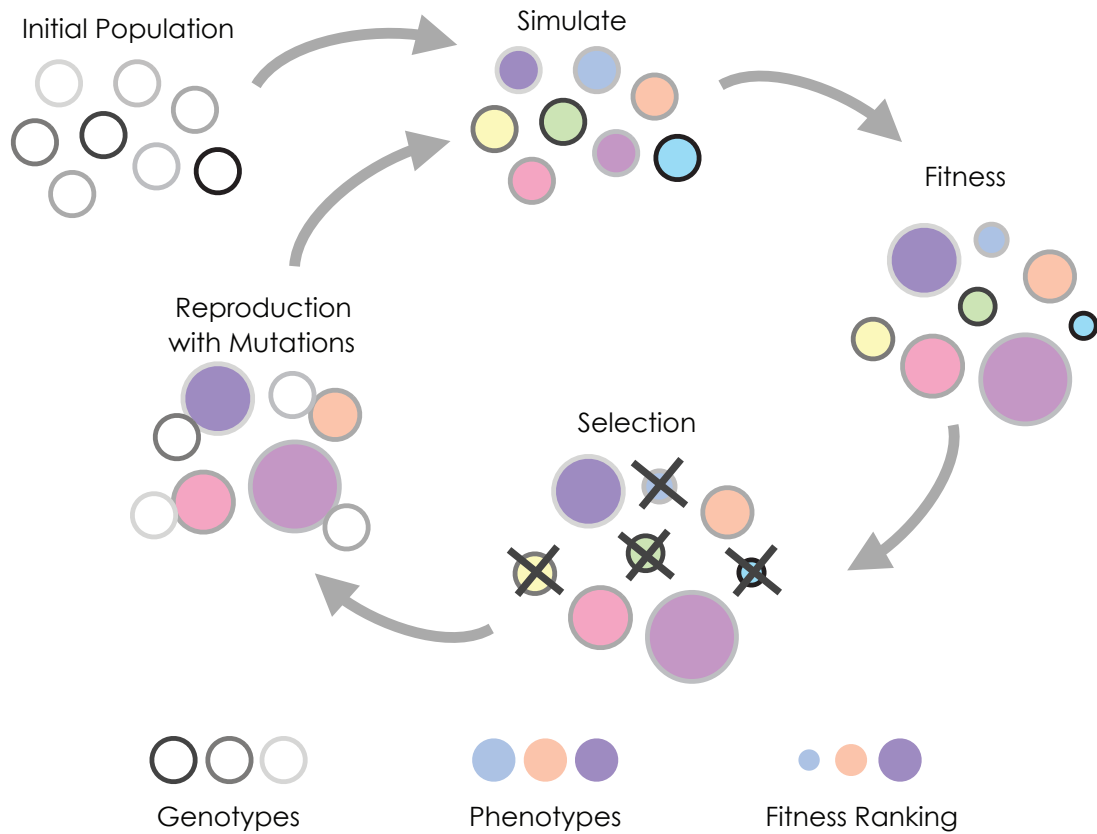 Initial Population
Simulate
Fitness
Reproduction
with Mutations
Selection
Genotypes
Phenotypes
Fitness Ranking